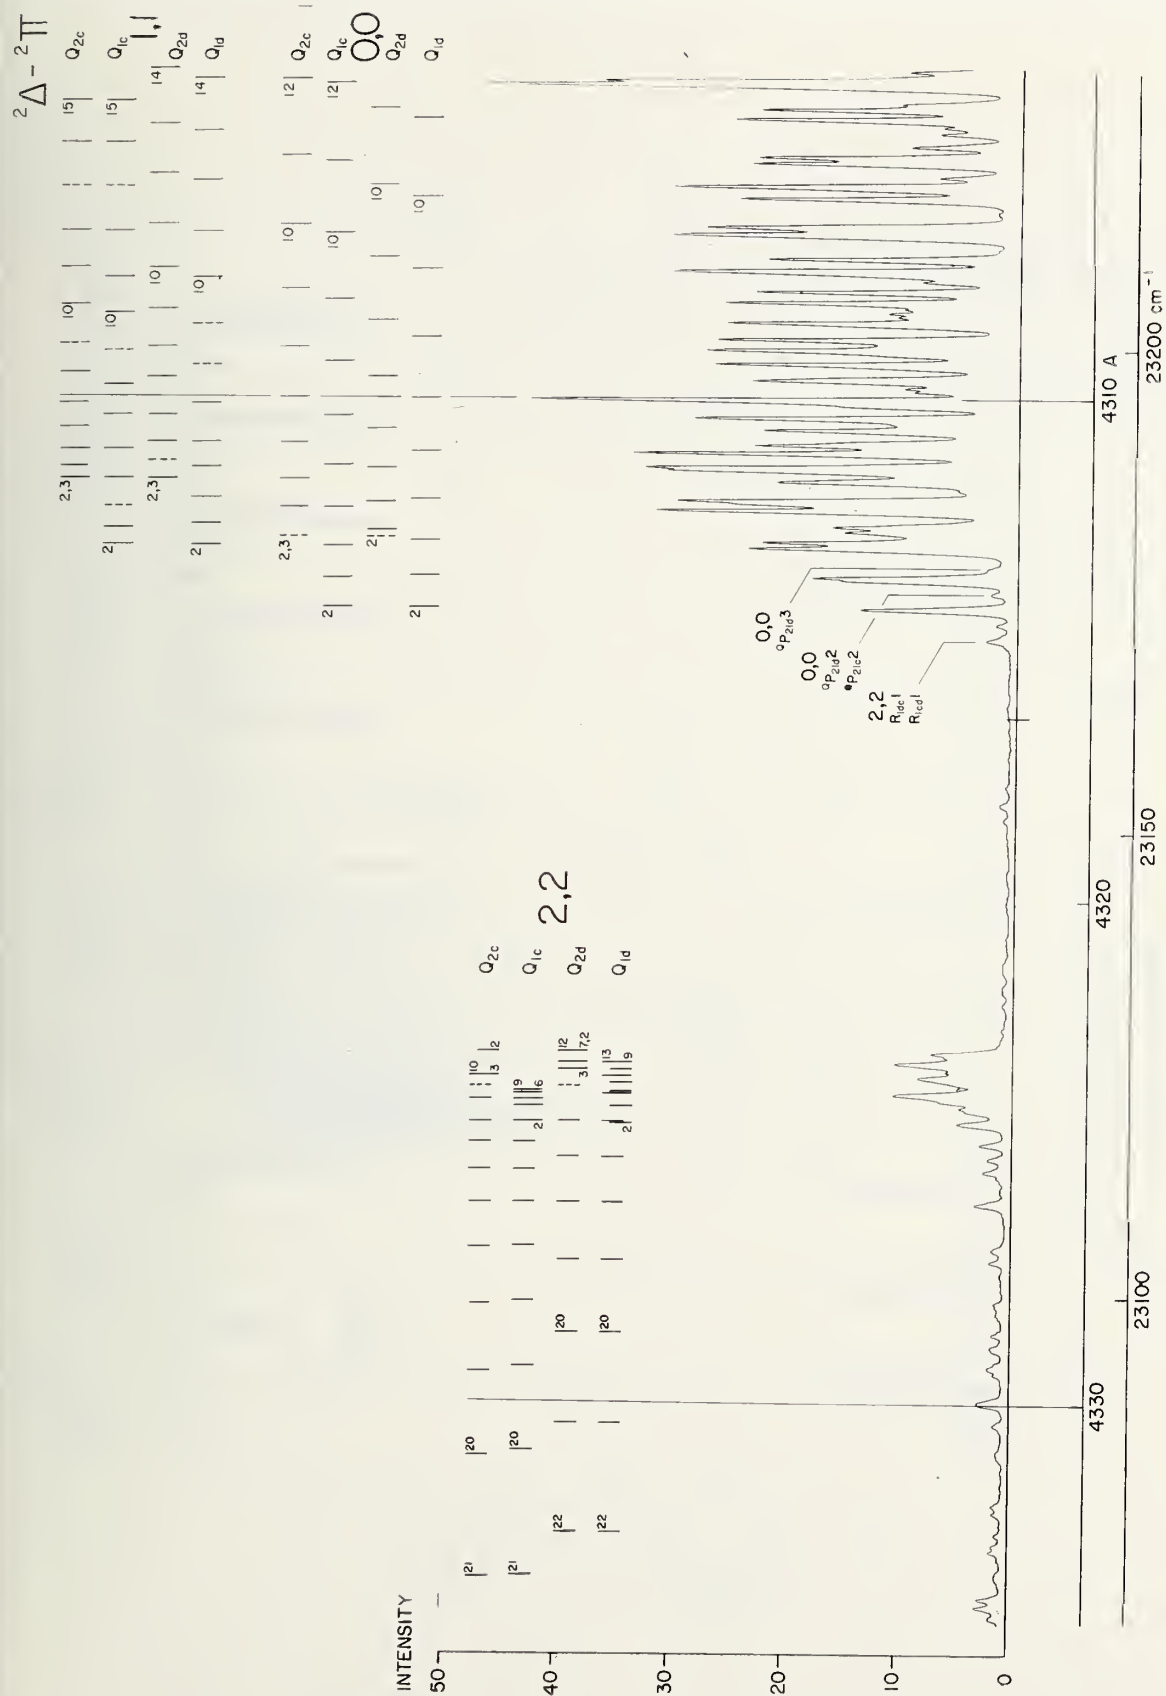 ²Δ - ²Π
Q2c
15
10
2,3
Q1c
15
10
2
1,1
Q2d
14
10
2,3
Q1d
14
10
2
Q2c
12
10
2,3
Q1c
12
10
2
0,0
Q2d
10
2
Q1d
10
2
2,2
Q2c
21
20
10
3
2
Q1c
21
20
9
6
2
Q2d
22
20
12
3
7,2
Q1d
22
20
13
9
2
0,0
QP21d3
0,0
QP21d2
P21c2
2,2
R1dc1
R1cd1
INTENSITY
50
40
30
20
10
0
4330
4320
4310 A
23100
23150
23200 cm⁻¹